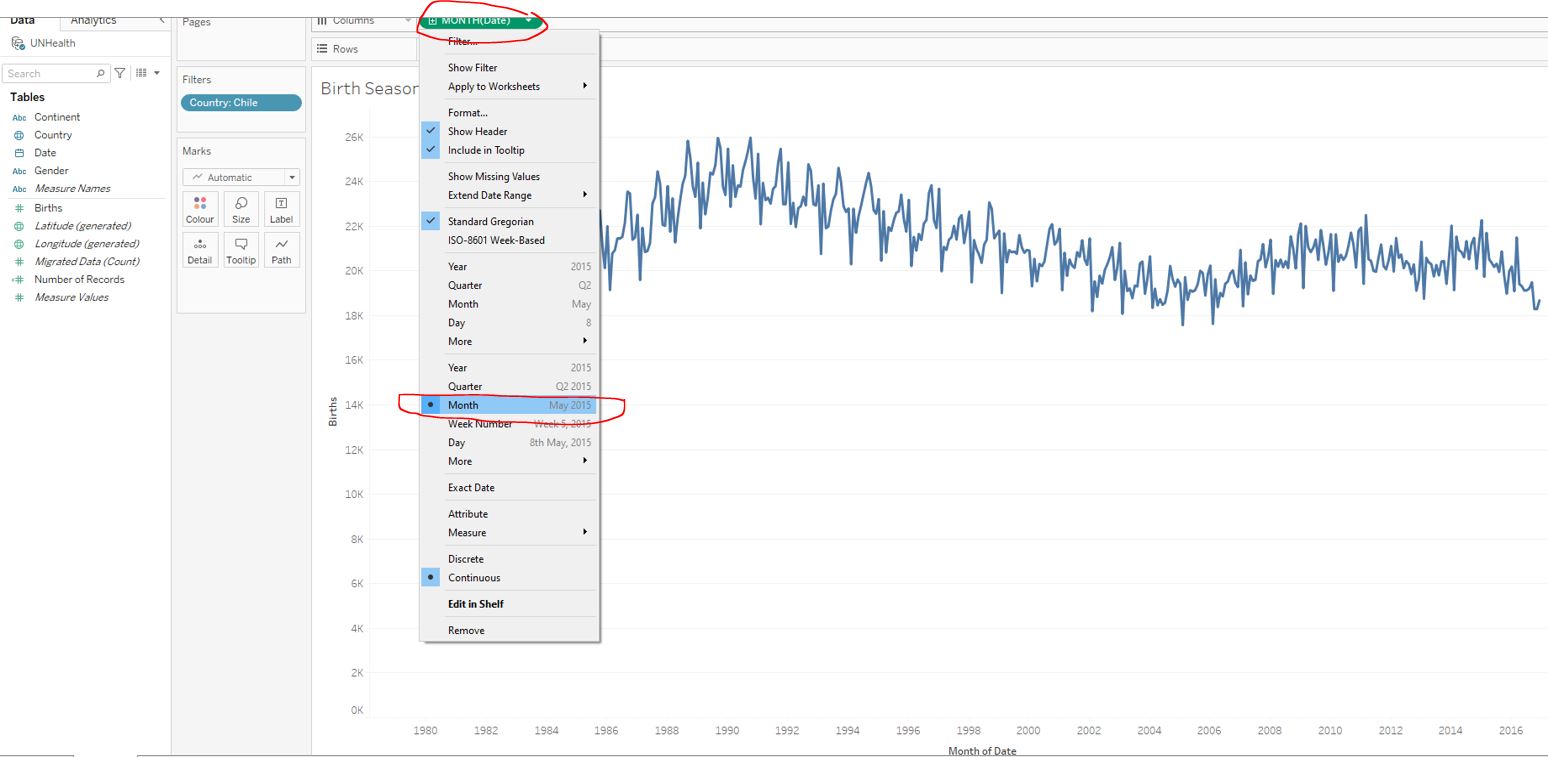 Data
Analytics
UNHealth
Search
Tables
Abc Continent
Country
Date
Abc Gender
Abc Measure Names
Births
Latitude (generated)
Longitude (generated)
Migrated Data (Count)
Number of Records
Measure Values
Pages
Filters
Country: Chile
Marks
Automatic
Colour
Size
Label
Detail
Tooltip
Path
Columns
MONTH(Date)
Rows
Birth Season
Filter...
Show Filter
Apply to Worksheets
Format...
Show Header
Include in Tooltip
Show Missing Values
Extend Date Range
Standard Gregorian
ISO-8601 Week-Based
Year 2015
Quarter Q2
Month May
Day 8
More
Year 2015
Quarter Q2 2015
Month May 2015
Week Number Week 5, 2015
Day 8th May, 2015
More
Exact Date
Attribute
Measure
Discrete
Continuous
Edit in Shelf
Remove
Births
26K
24K
22K
20K
18K
16K
14K
12K
10K
8K
6K
4K
2K
0K
1980 1982 1984 1986 1988 1990 1992 1994 1996 1998 2000 2002 2004 2006 2008 2010 2012 2014 2016
Month of Date